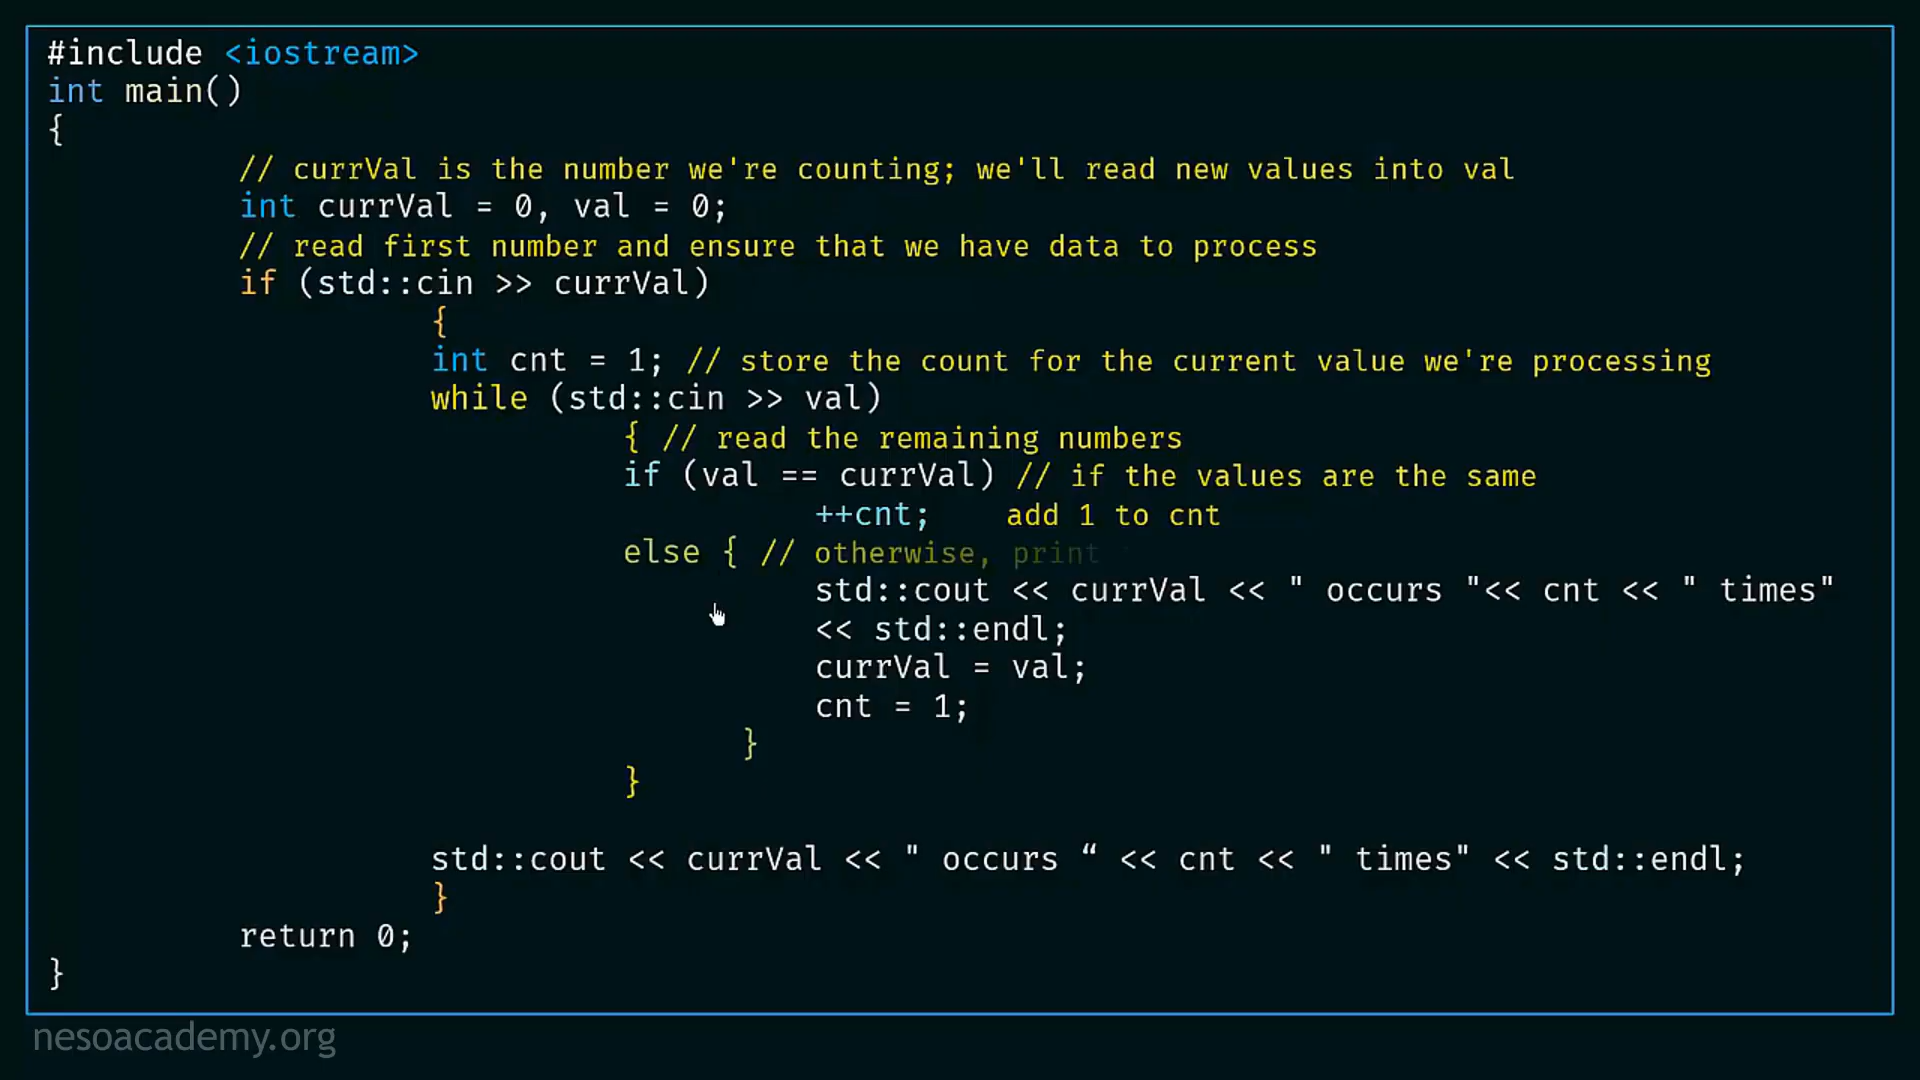 #include <iostream>
int main()
{
// currVal is the number we're counting; we'll read new values into val
int currVal = 0, val = 0;
// read first number and ensure that we have data to process
if (std::cin >> currVal)
{
int cnt = 1; // store the count for the current value we're processing
while (std::cin >> val)
{ // read the remaining numbers
if (val == currVal) // if the values are the same
++cnt; add 1 to cnt
else { // otherwise, print
std::cout << currVal << " occurs "<< cnt << " times"
<< std::endl;
currVal = val;
cnt = 1;
}
}
std::cout << currVal << " occurs “ << cnt << " times" << std::endl;
}
return 0;
}
nesoacademy.org